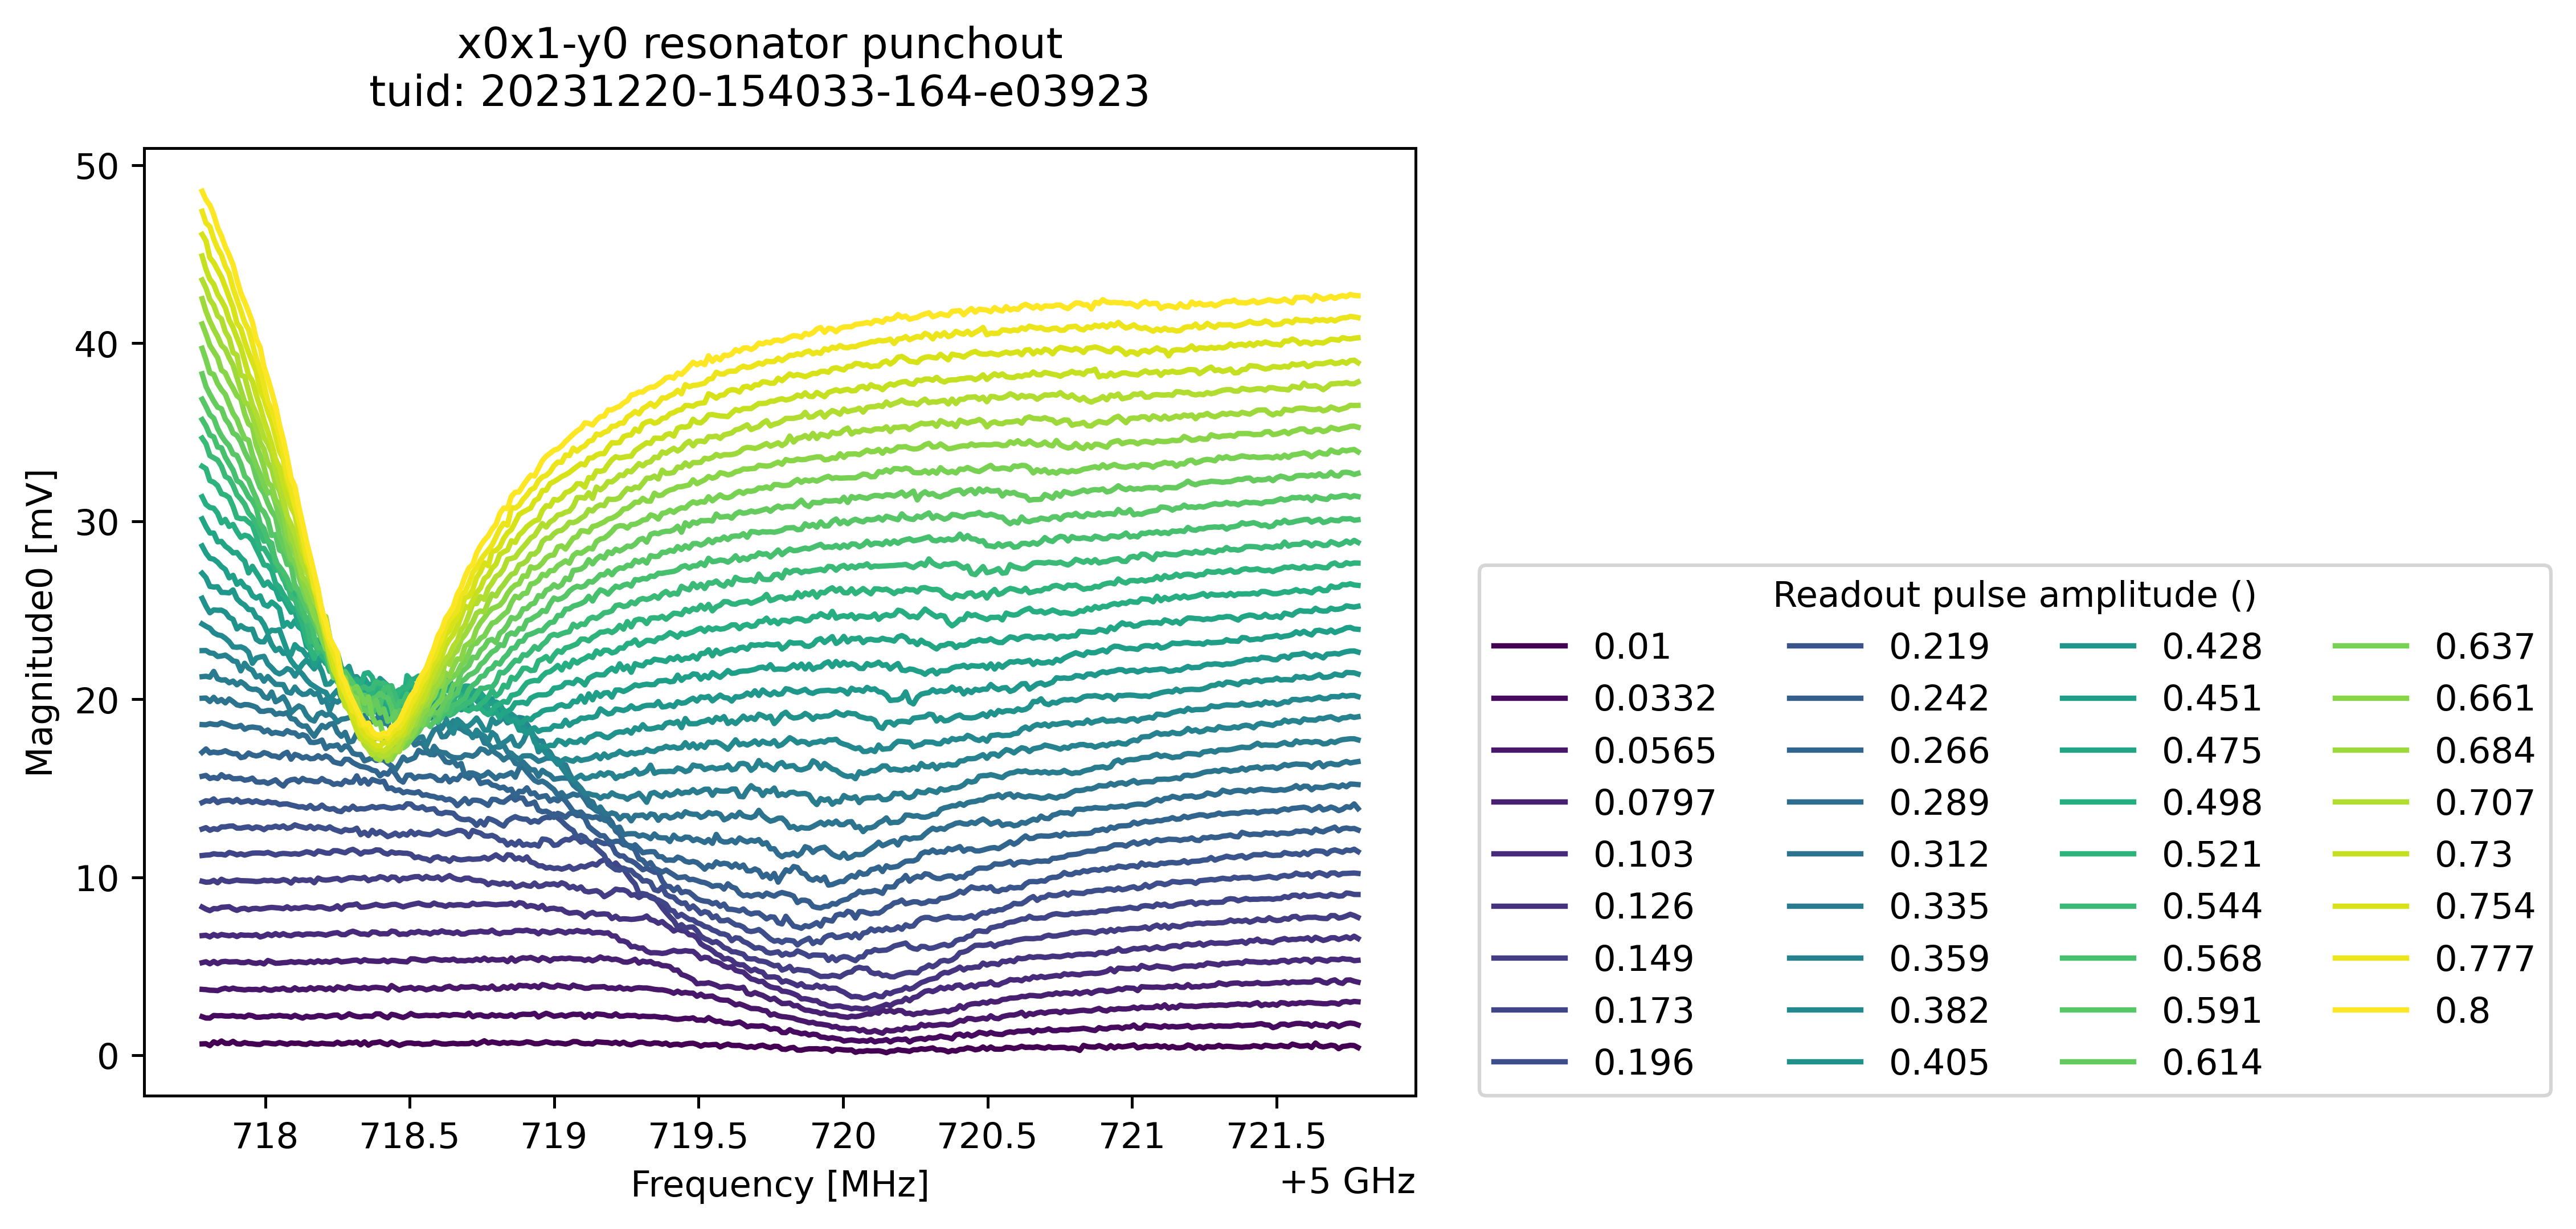 x0x1-y0 resonator punchout
tuid: 20231220-154033-164-e03923
50
40
30
20
10
0
Magnitude0 [mV]
718 718.5 719 719.5 720 720.5 721 721.5
Frequency [MHz]
+5 GHz
Readout pulse amplitude ()
0.01 0.219 0.428 0.637
0.0332 0.242 0.451 0.661
0.0565 0.266 0.475 0.684
0.0797 0.289 0.498 0.707
0.103 0.312 0.521 0.73
0.126 0.335 0.544 0.754
0.149 0.359 0.568 0.777
0.173 0.382 0.591 0.8
0.196 0.405 0.614